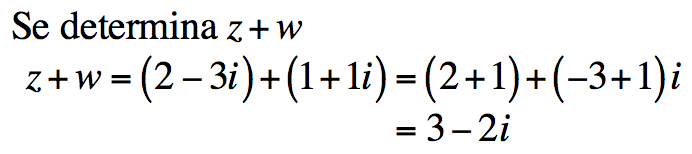 Se determina z + w
z + w = (2 − 3i) + (1 + 1i) = (2 + 1) + (−3 + 1)i
= 3 − 2i